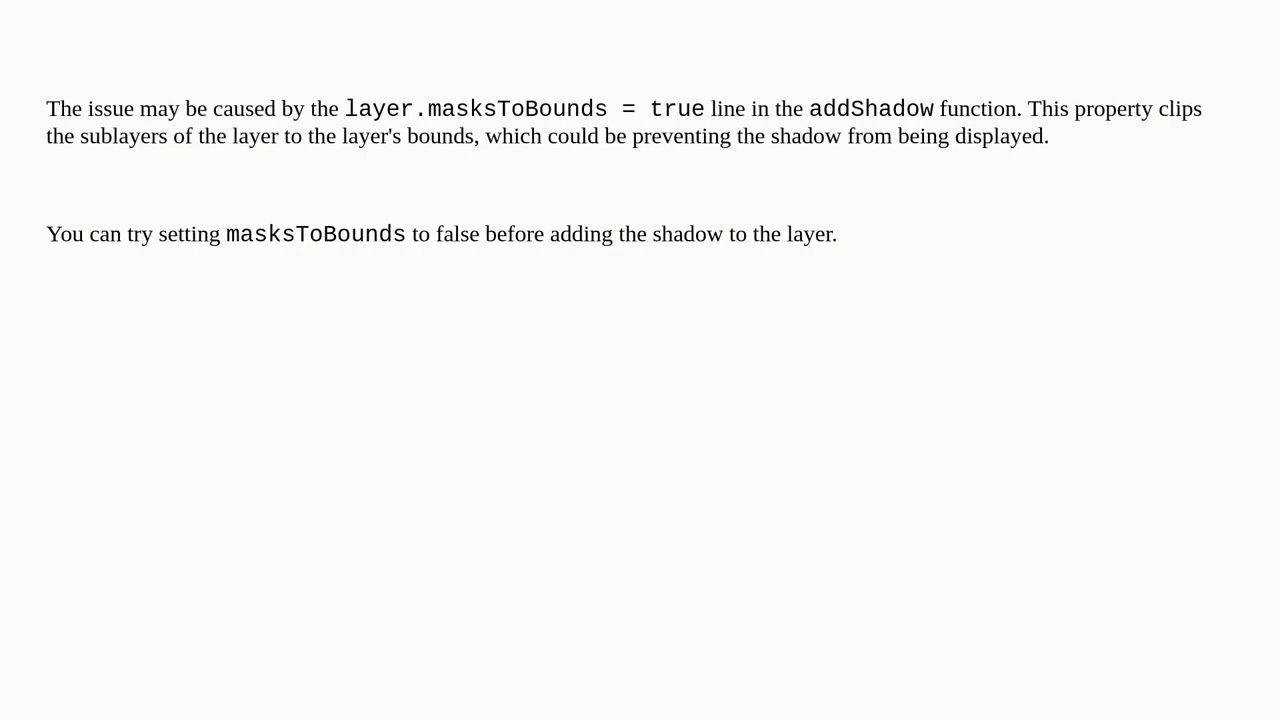 The issue may be caused by the layer.masksToBounds = true line in the addShadow function. This property clips
the sublayers of the layer to the layer's bounds, which could be preventing the shadow from being displayed.
You can try setting masksToBounds to false before adding the shadow to the layer.